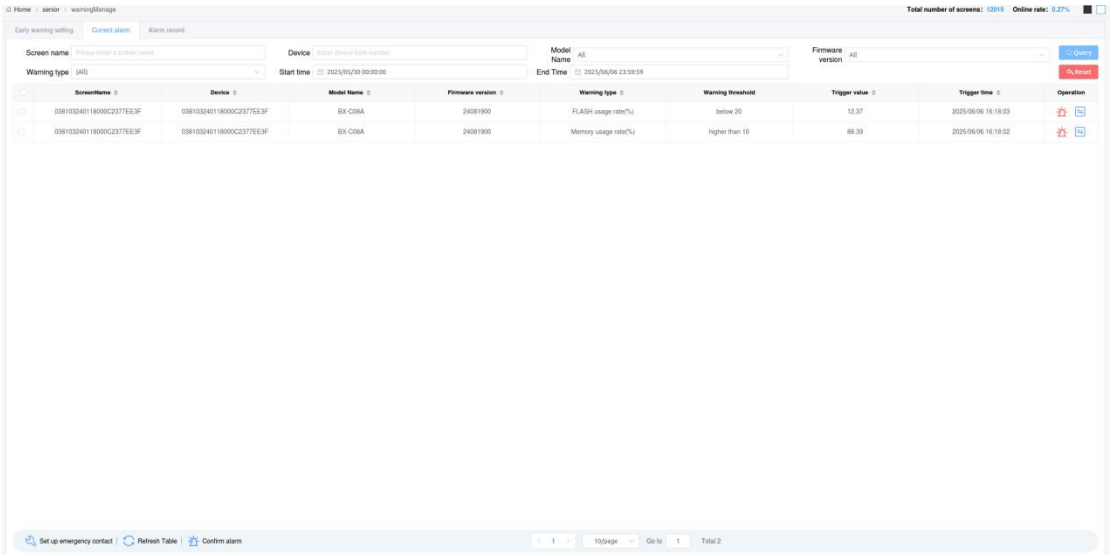 Home > senior > warningManage Total number of screens: 12019 Online rate: 0.27%
Early warning setting Current alarm Alarm record
Screen name Please enter a screen name Device Enter device item number Model Name All Firmware version All Query
Warning type (All) Start time 2025/05/30 00:00:00 End Time 2025/06/06 23:59:59 Reset
ScreenName Device Model Name Firmware version Warning type Warning threshold Trigger value Trigger time Operation
038103240118000C2377EE3F 038103240118000C2377EE3F BX-C08A 24081900 FLASH usage rate(%) below 20 12.37 2025/06/06 16:18:03
038103240118000C2377EE3F 038103240118000C2377EE3F BX-C08A 24081900 Memory usage rate(%) higher than 10 88.39 2025/06/06 16:18:02
Set up emergency contact | Refresh Table | Confirm alarm < 1 > 10/page Go to 1 Total 2